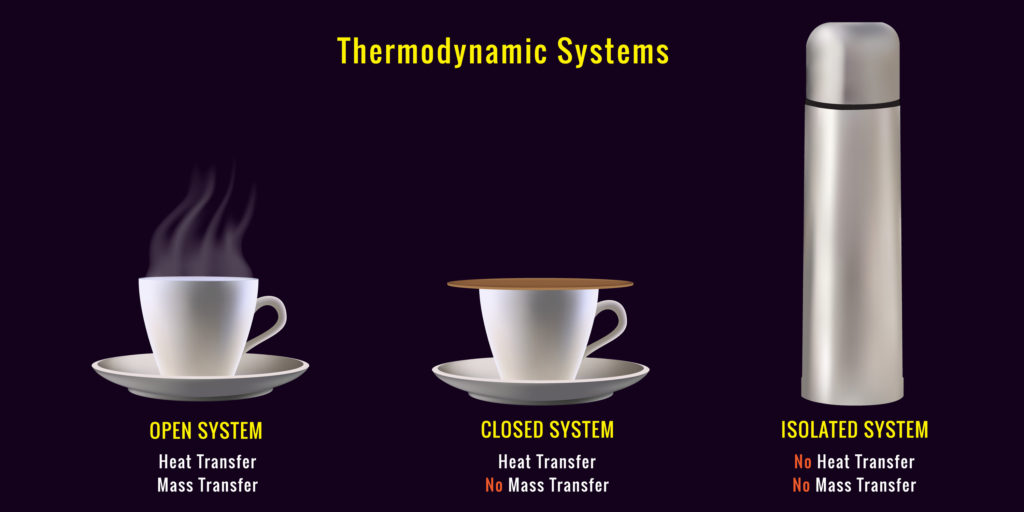 Thermodynamic Systems
OPEN SYSTEM
Heat Transfer
Mass Transfer
CLOSED SYSTEM
Heat Transfer
No Mass Transfer
ISOLATED SYSTEM
No Heat Transfer
No Mass Transfer